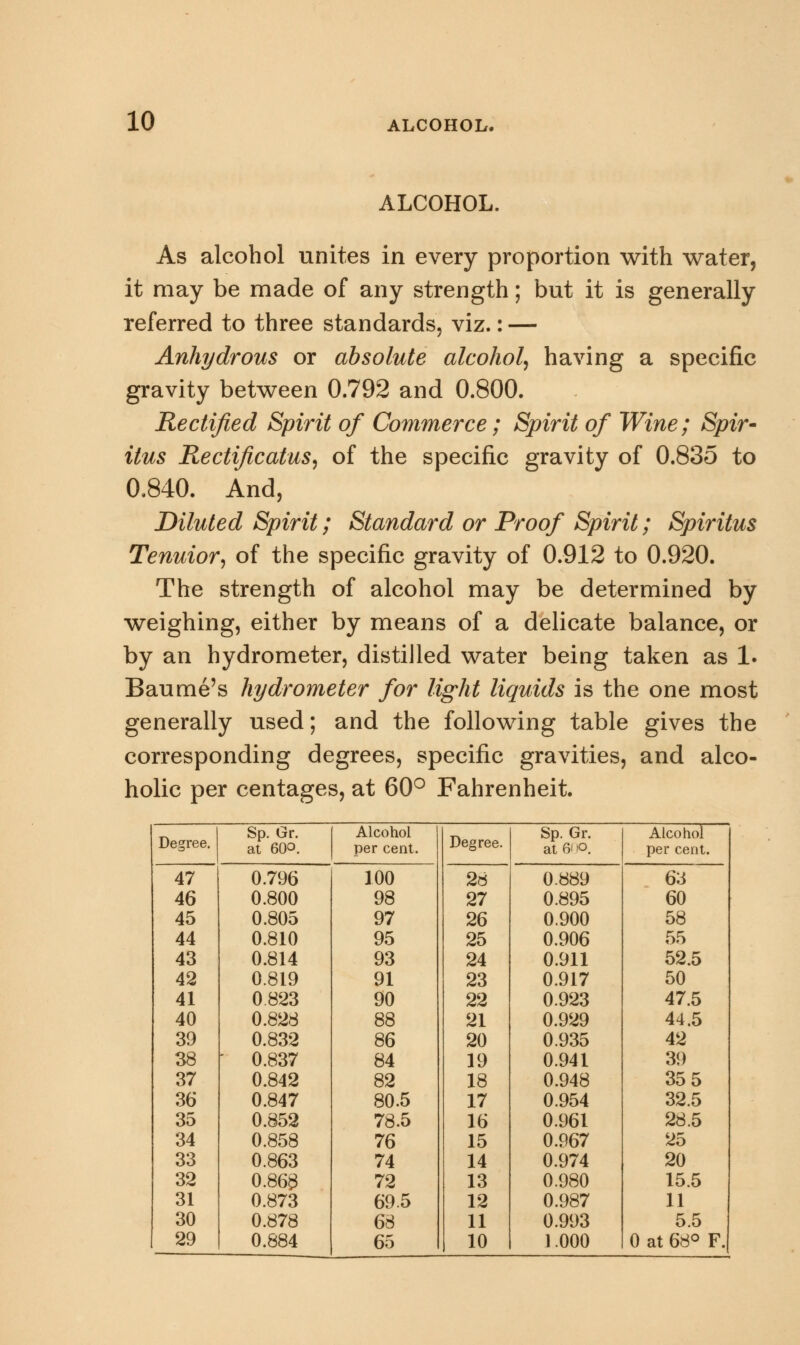 10 ALCOHOL.
ALCOHOL.
As alcohol unites in every proportion with water,
it may be made of any strength; but it is generally
referred to three standards, viz.: —
Anhydrous or absolute alcohol, having a specific
gravity between 0.792 and 0.800.
Rectified Spirit of Commerce; Spirit of Wine; Spir-
itus Rectificatus, of the specific gravity of 0.835 to
0.840. And,
Diluted Spirit; Standard or Proof Spirit; Spiritus
Tenuior, of the specific gravity of 0.912 to 0.920.
The strength of alcohol may be determined by
weighing, either by means of a delicate balance, or
by an hydrometer, distilled water being taken as 1.
Baumé's hydrometer for light liquids is the one most
generally used; and the following table gives the
corresponding degrees, specific gravities, and alco-
holic per centages, at 60° Fahrenheit.
Degree. Sp. Gr. at 60°. Alcohol per cent. Degree. Sp. Gr. at 60°. Alcohol per cent.
47 0.796 100 28 0.889 63
46 0.800 98 27 0.895 60
45 0.805 97 26 0.900 58
44 0.810 95 25 0.906 55
43 0.814 93 24 0.911 52.5
42 0.819 91 23 0.917 50
41 0 823 90 22 0.923 47.5
40 0.828 88 21 0.929 44.5
39 0.832 86 20 0.935 42
38 0.837 84 19 0.941 39
37 0.842 82 18 0.948 35 5
36 0.847 80.5 17 0.954 32.5
35 0.852 78.5 16 0.961 28.5
34 0.858 76 15 0.967 25
33 0.863 74 14 0.974 20
32 0.868 72 13 0.980 15.5
31 0.873 69.5 12 0.987 11
30 0.878 68 11 0.993 5.5
29 0.884 65 10 1.000 0 at 68° F.